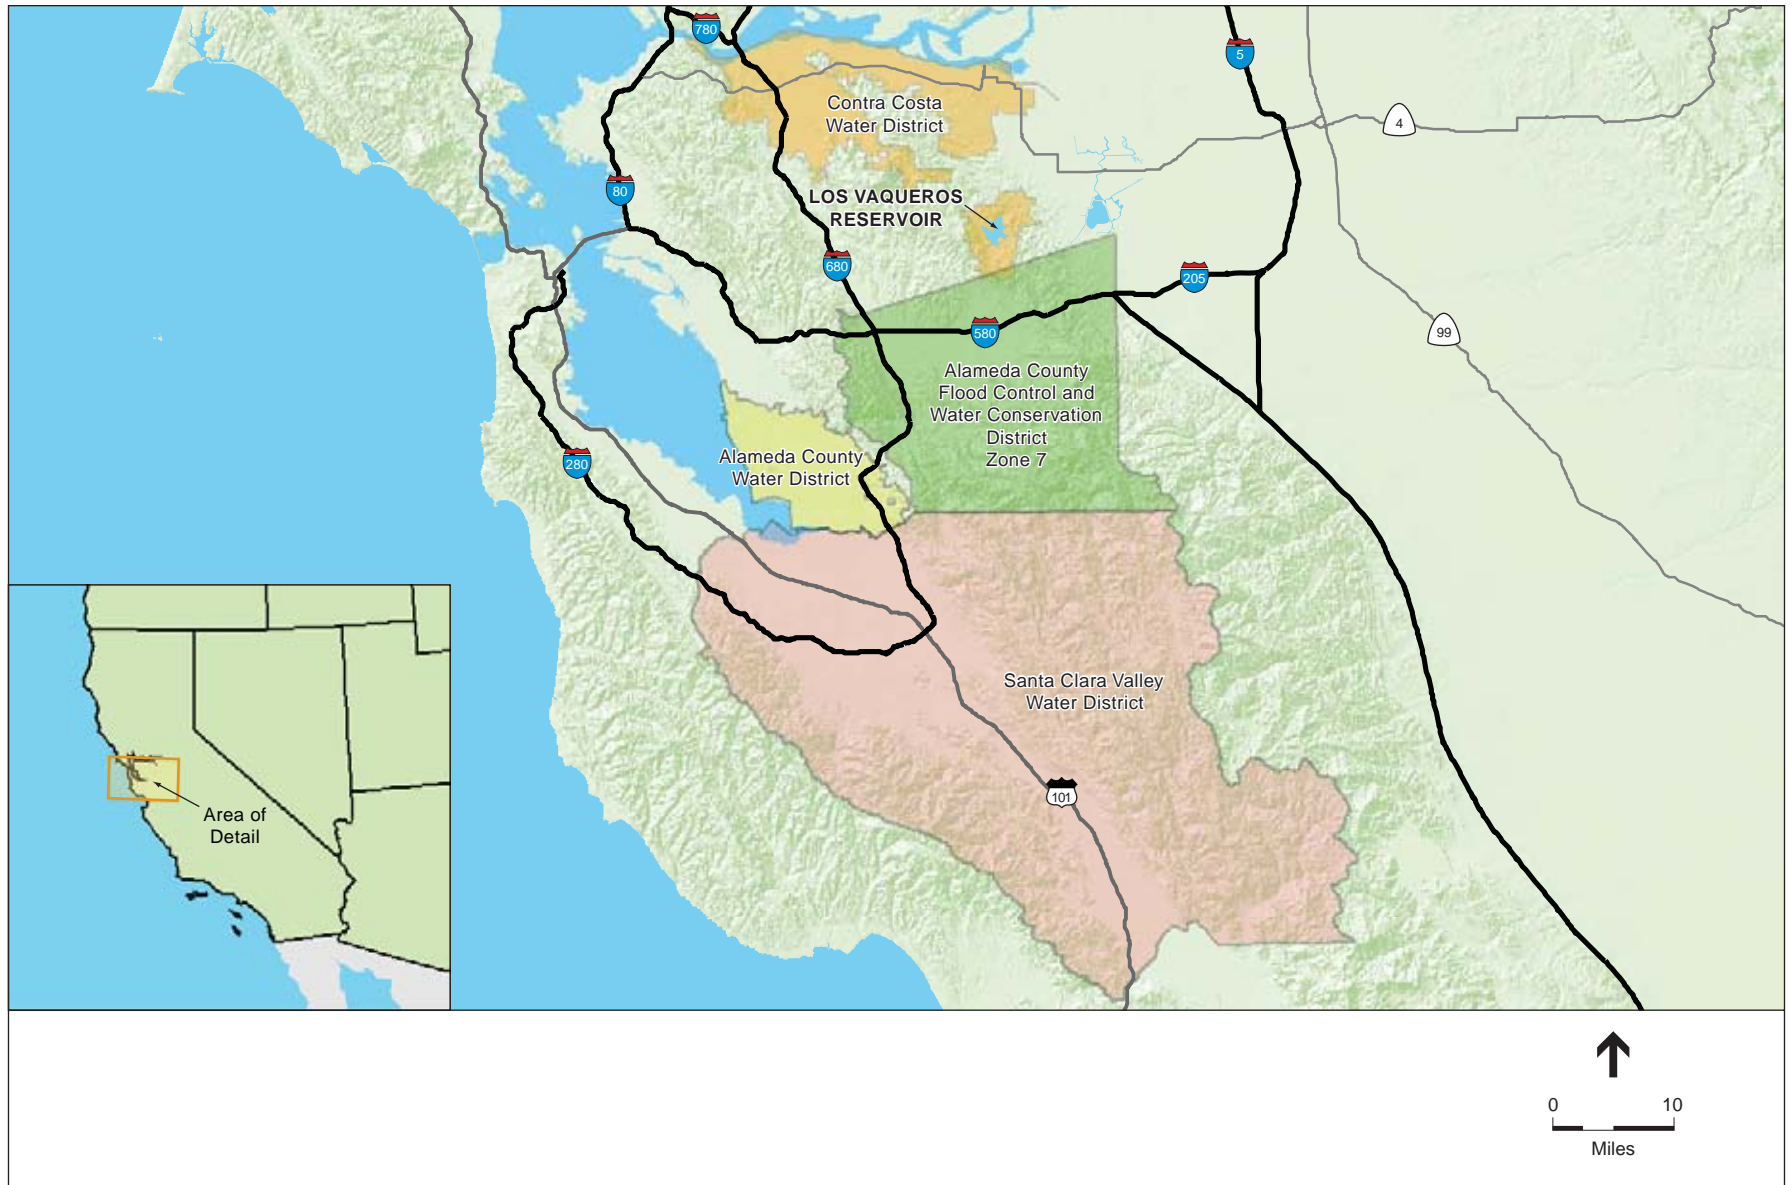 780
5
Contra Costa
Water District
4
80
LOS VAQUEROS
RESERVOIR
680
205
580
99
Alameda County
Flood Control and
Water Conservation
District
Zone 7
Alameda County
Water District
280
Santa Clara Valley
Water District
101
Area of
Detail
0 10
Miles